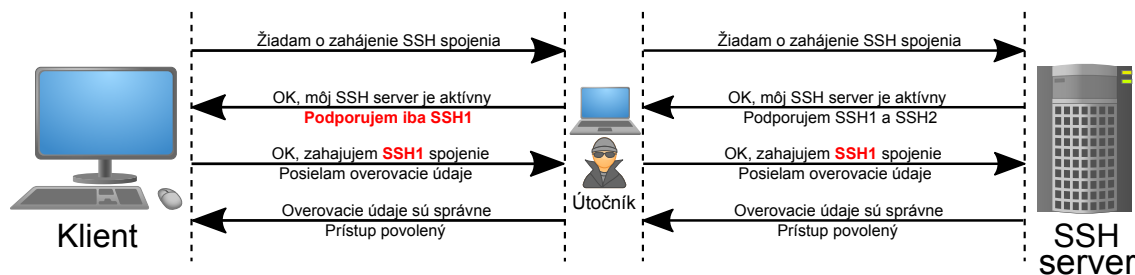 Žiadam o zahájenie SSH spojenia
Žiadam o zahájenie SSH spojenia
OK, môj SSH server je aktívny
Podporujem iba SSH1
OK, môj SSH server je aktívny
Podporujem SSH1 a SSH2
OK, zahajujem SSH1 spojenie
Posielam overovacie údaje
OK, zahajujem SSH1 spojenie
Posielam overovacie údaje
Overovacie údaje sú správne
Prístup povolený
Overovacie údaje sú správne
Prístup povolený
Klient
Útočník
SSH
server